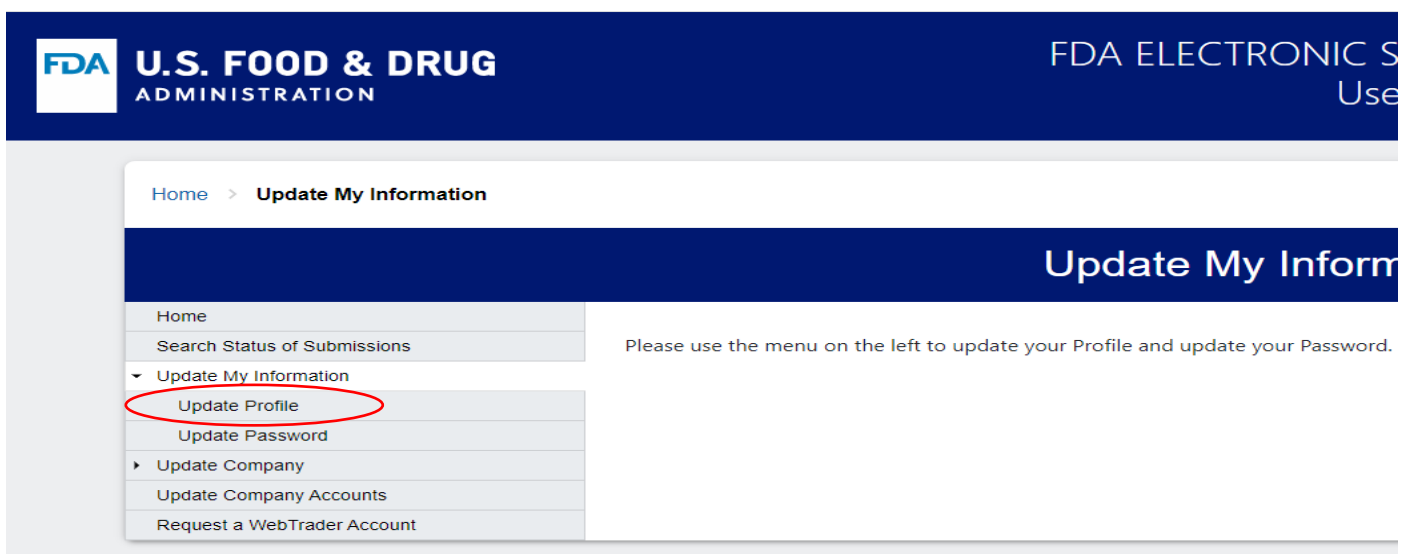 FDA
U.S. FOOD & DRUG
ADMINISTRATION
FDA ELECTRONIC S
Use
Home > Update My Information
Update My Inform
Home
Search Status of Submissions
Please use the menu on the left to update your Profile and update your Password.
Update My Information
Update Profile
Update Password
Update Company
Update Company Accounts
Request a WebTrader Account